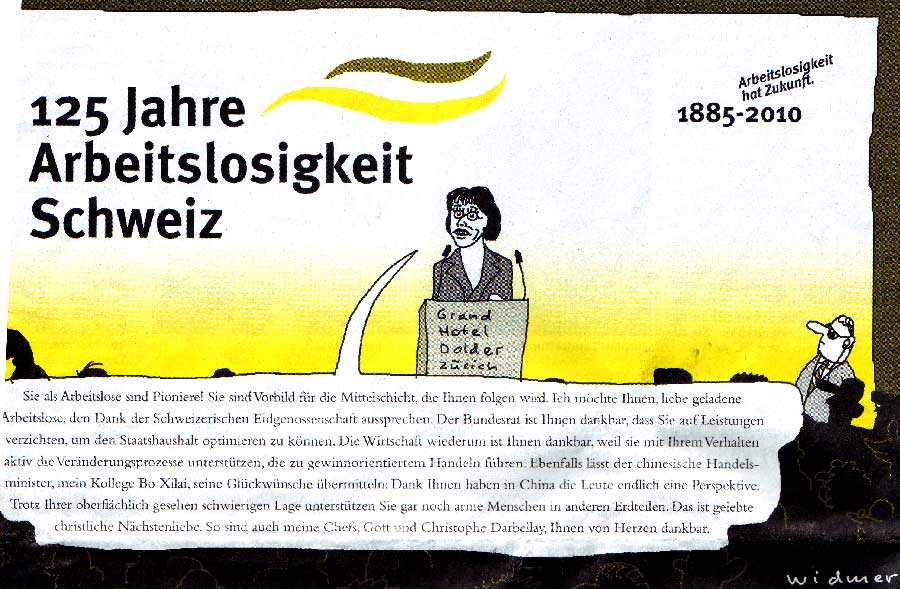 125 Jahre
Arbeitslosigkeit
Schweiz
Arbeitslosigkeit
hat Zukunft.
1885-2010
Grand
Hotel
Dolder
Zürich
Sie als Arbeitslose sind Pioniere! Sie sind Vorbild für die Mittelschicht, die Ihnen folgen wird. Ich möchte Ihnen, liebe geladene
Arbeitslose, den Dank der Schweizerischen Eidgenossenschaft aussprechen. Der Bundesrat ist Ihnen dankbar, dass Sie auf Leistungen
verzichten, um den Staatshaushalt optimieren zu können. Die Wirtschaft wiederum ist Ihnen dankbar, weil sie mit Ihrem Verhalten
aktiv die Veränderungsprozesse unterstützen, die zu gewinnorientiertem Handeln führen. Ebenfalls lässt der chinesische Handels-
minister, mein Kollege Bo Xilai, seine Glückwünsche übermitteln: Dank Ihnen haben in China die Leute endlich eine Perspektive.
Trotz Ihrer oberflächlich gesehen schwierigen Lage unterstützen Sie gar noch arme Menschen in anderen Erdteilen. Das ist gelebte
christliche Nächstenliebe. So sind auch meine Chefs, Gott und Christophe Darbellay, Ihnen von Herzen dankbar.
widmer